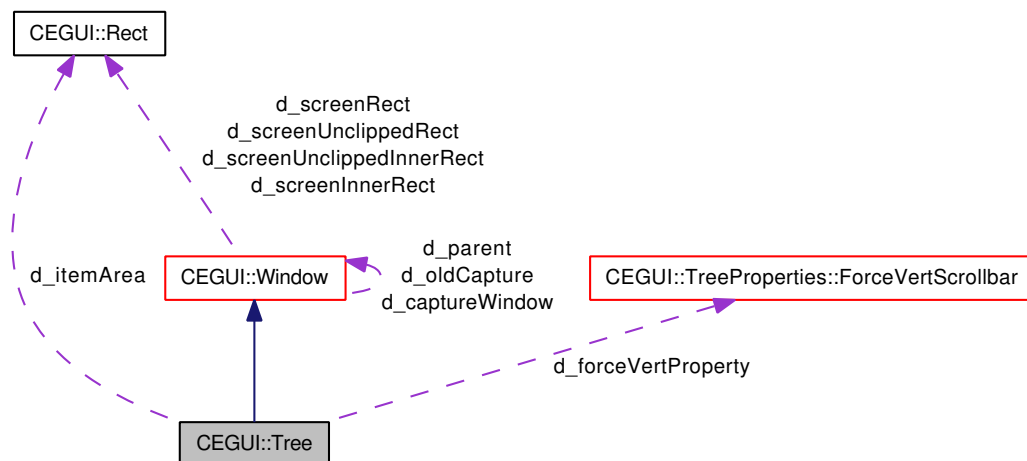 CEGUI::Rect
d_screenRect
d_screenUnclippedRect
d_screenUnclippedInnerRect
d_screenInnerRect
d_itemArea
CEGUI::Window
d_parent
d_oldCapture
d_captureWindow
CEGUI::TreeProperties::ForceVertScrollbar
d_forceVertProperty
CEGUI::Tree